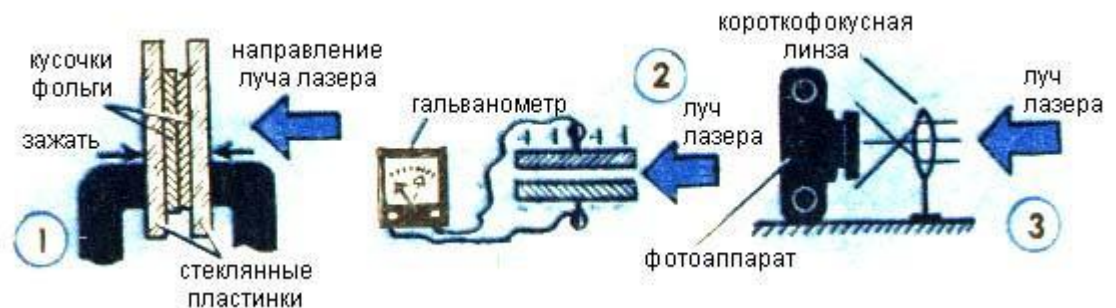 кусочки
фольги
зажать
направление
луча лазера
1
стеклянные
пластинки
гальванометр
2
луч
лазера
короткофокусная
линза
луч
лазера
фотоаппарат
3